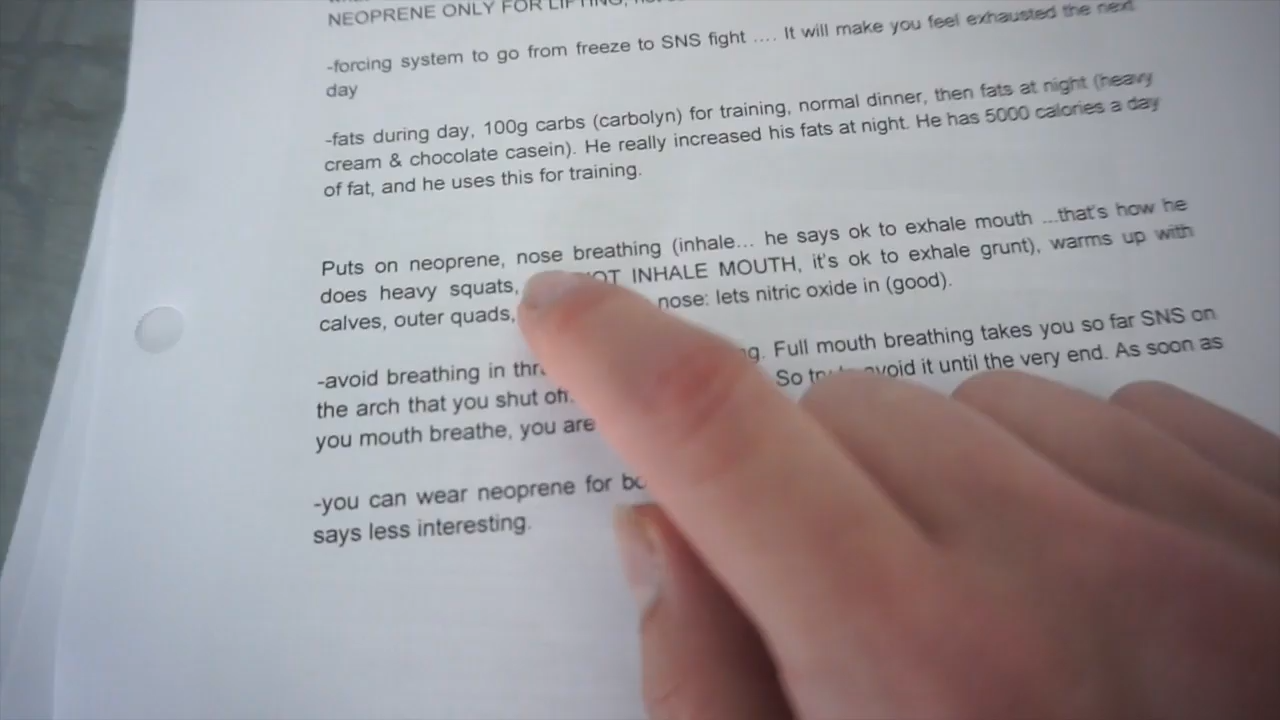 NEOPRENE ONLY FOR LIFTING,
-forcing system to go from freeze to SNS fight .... It will make you feel exhausted the next
day
-fats during day, 100g carbs (carbolyn) for training, normal dinner, then fats at night (heavy
cream & chocolate casein). He really increased his fats at night. He has 5000 calories a day
of fat, and he uses this for training.
Puts on neoprene, nose breathing (inhale... he says ok to exhale mouth ...that's how he
does heavy squats, INHALE MOUTH, it's ok to exhale grunt), warms up with
calves, outer quads, nose: lets nitric oxide in (good).
-avoid breathing in Full mouth breathing takes you so far SNS on
the arch that you shut off. So avoid it until the very end. As soon as
you mouth breathe, you are
-you can wear neoprene for
says less interesting.